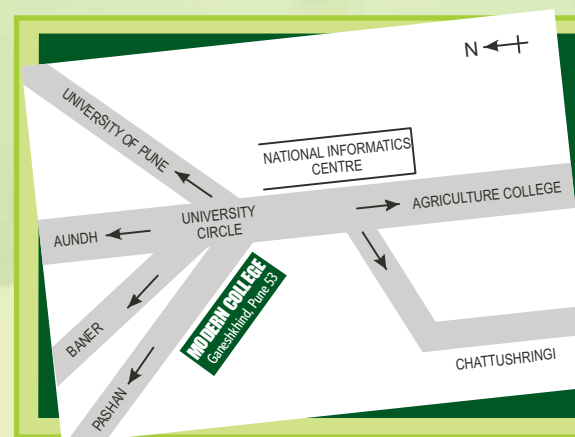 N
UNIVERSITY OF PUNE
NATIONAL INFORMATICS
CENTRE
AGRICULTURE COLLEGE
UNIVERSITY
CIRCLE
AUNDH
MODERN COLLEGE
Ganeshkhind, Pune 53
BANER
CHATTUSHRINGI
PASHAN